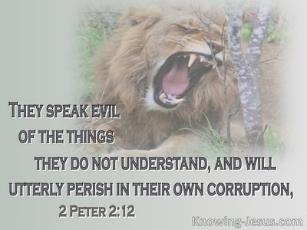 They speak evil
of the things
they do not understand, and will
utterly perish in their own corruption,
2 Peter 2:12
Knowing-Jesus.com